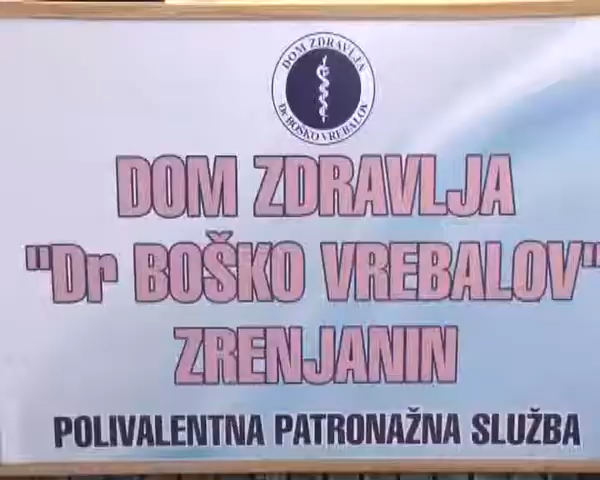 DOM ZDRAVLJA
Dr BOŠKO VREBALOV
DOM ZDRAVLJA
"Dr BOŠKO VREBALOV"
ZRENJANIN
POLIVALENTNA PATRONAŽNA SLUŽBA